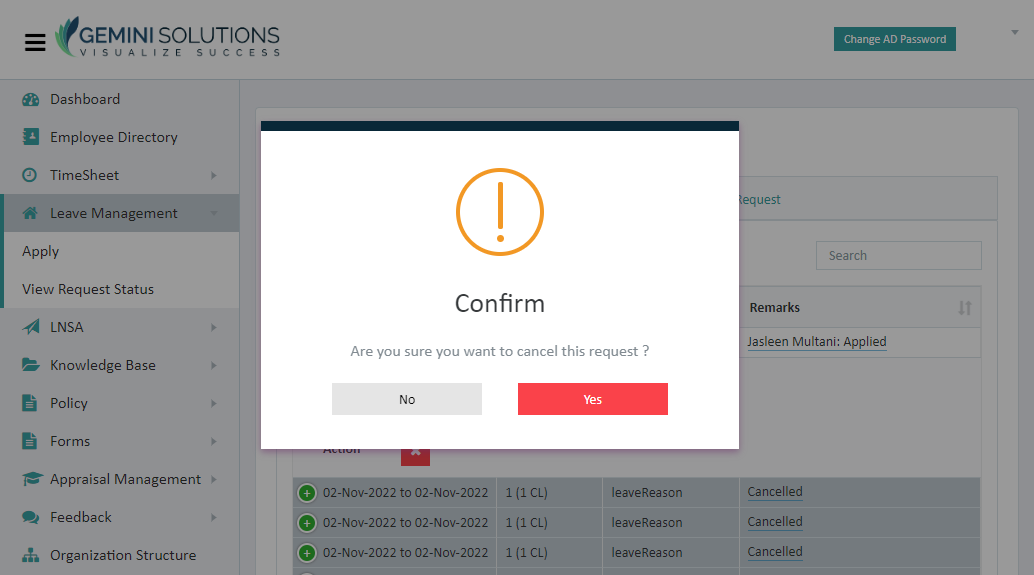 GEMINI SOLUTIONS
VISUALIZE SUCCESS
Change AD Password
Dashboard
Employee Directory
TimeSheet
Leave Management
Apply
View Request Status
LNSA
Knowledge Base
Policy
Forms
Appraisal Management
Feedback
Organization Structure
Request
Search
Remarks
Jasleen Multani: Applied
Confirm
Are you sure you want to cancel this request ?
No
Yes
Action
02-Nov-2022 to 02-Nov-2022 1 (1 CL) leaveReason Cancelled
02-Nov-2022 to 02-Nov-2022 1 (1 CL) leaveReason Cancelled
02-Nov-2022 to 02-Nov-2022 1 (1 CL) leaveReason Cancelled